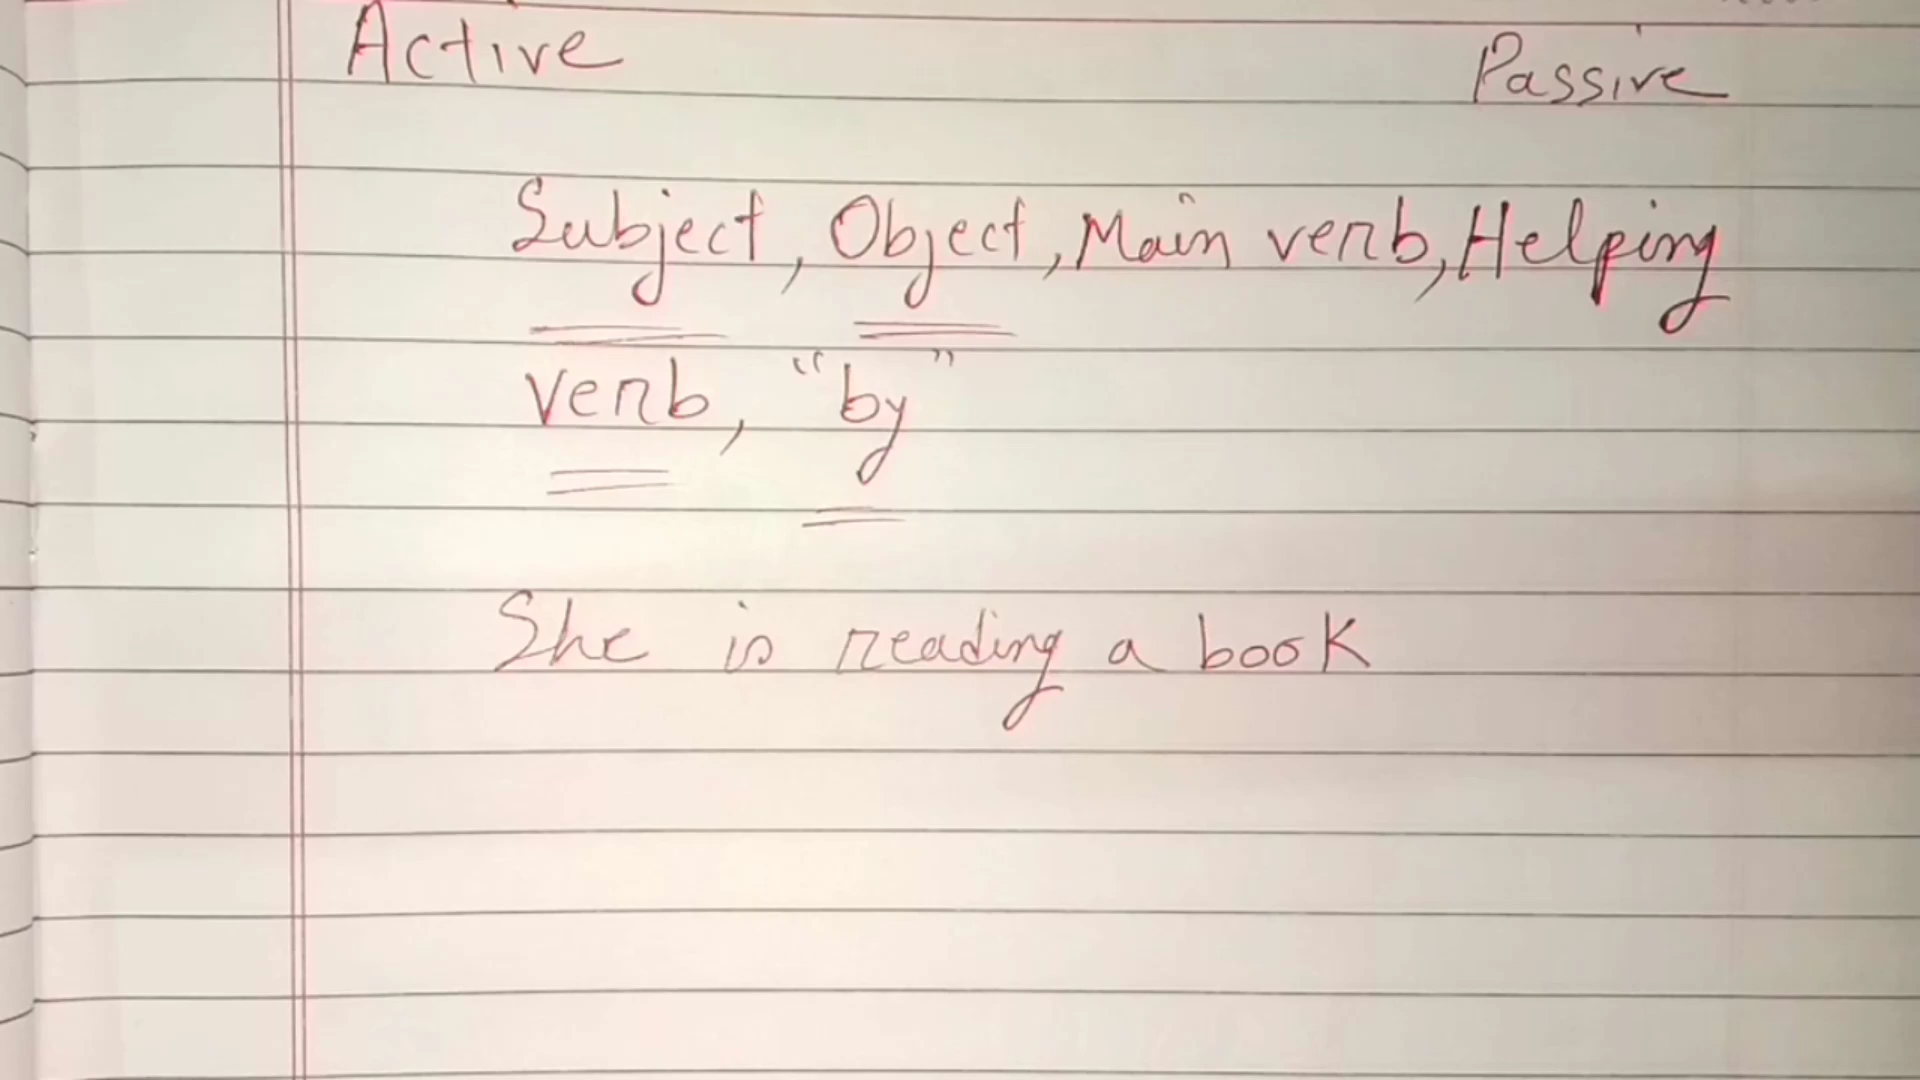 Active Passive
Subject, Object, Main verb, Helping
verb, "by"
She is reading a book